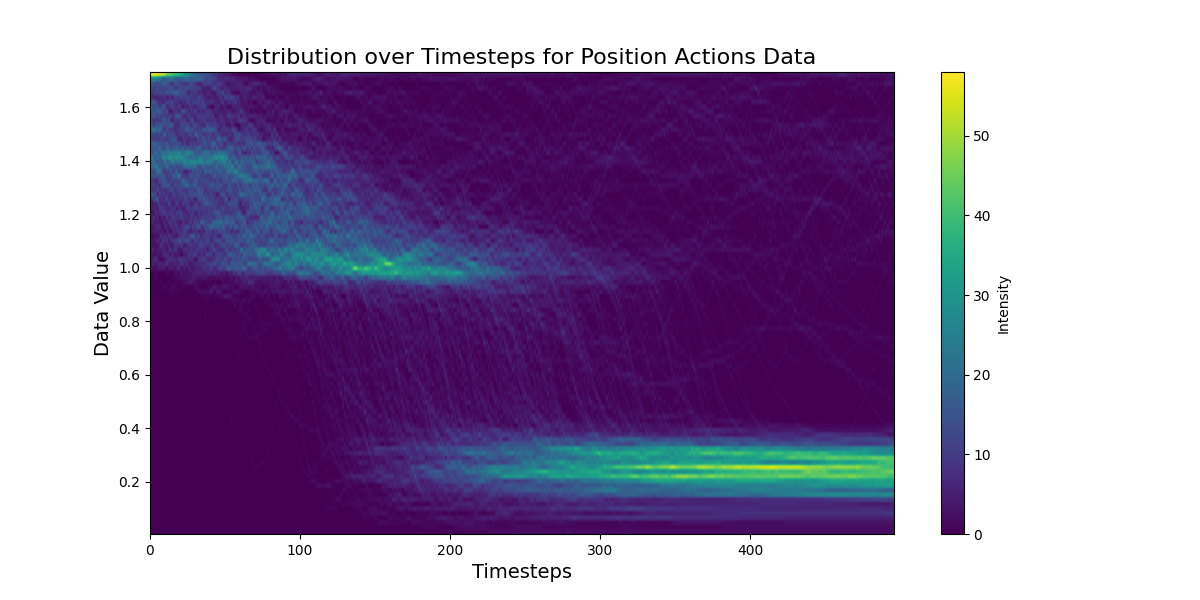 Distribution over Timesteps for Position Actions Data
1.6
1.4
1.2
1.0
0.8
0.6
0.4
0.2
Data Value
0 100 200 300 400
Timesteps
50
40
30
20
10
0
Intensity